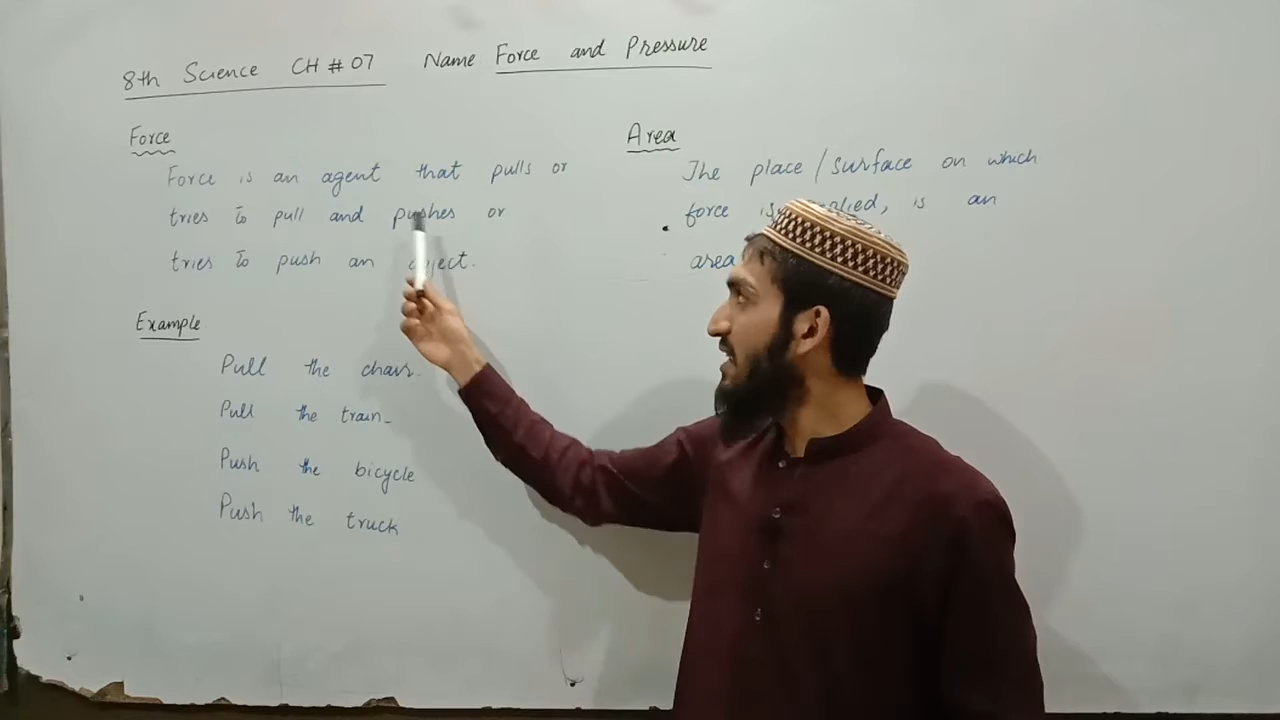 8th Science CH # 07 Name Force and Pressure
Force
Force is an agent that pulls or
tries to pull and pushes or
tries to push an object.
Example
Pull the chair.
Pull the train
Push the bicycle
Push the truck
Area
The place / surface on which
force is applied, is an
area